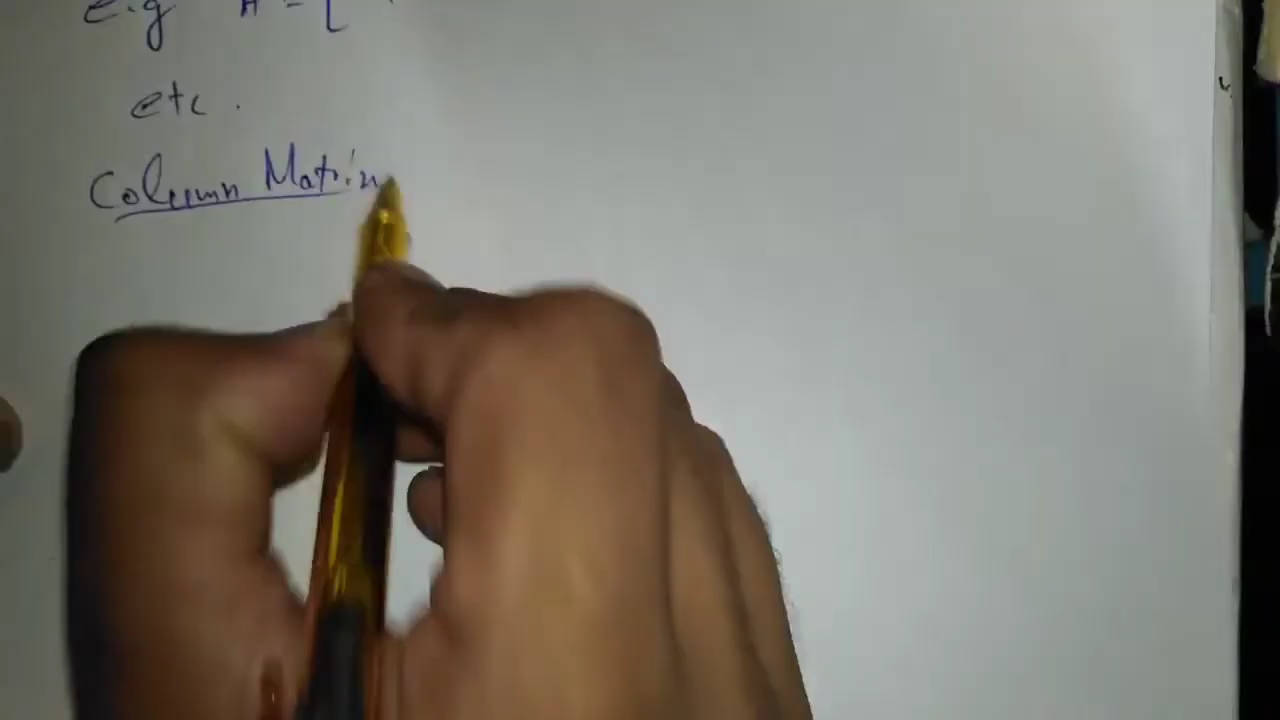 e.g A = [
etc.
Column Matrix